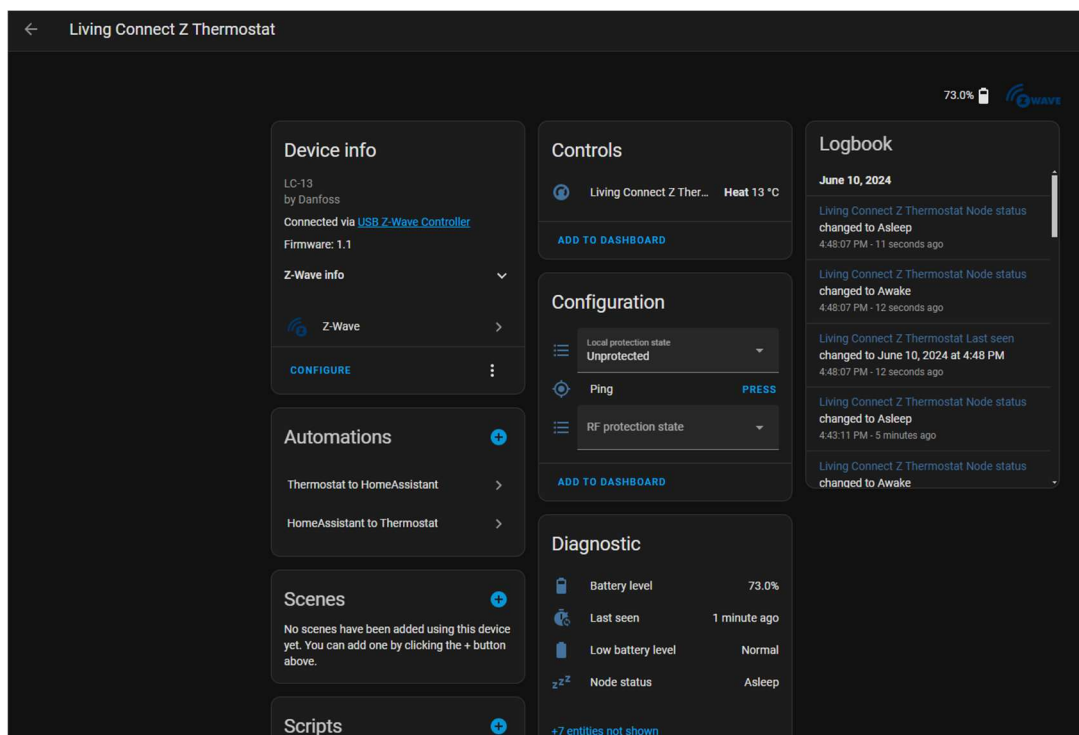 Living Connect Z Thermostat
73.0%
Z WAVE
Device info
LC-13
by Danfoss
Connected via USB Z-Wave Controller
Firmware: 1.1
Z-Wave info
Z-Wave
CONFIGURE
Automations
Thermostat to HomeAssistant
HomeAssistant to Thermostat
Scenes
No scenes have been added using this device
yet. You can add one by clicking the + button
above.
Scripts
Controls
Living Connect Z Ther... Heat 13 °C
ADD TO DASHBOARD
Configuration
Local protection state
Unprotected
Ping PRESS
RF protection state
ADD TO DASHBOARD
Diagnostic
Battery level 73.0%
Last seen 1 minute ago
Low battery level Normal
Node status Asleep
+7 entities not shown
Logbook
June 10, 2024
Living Connect Z Thermostat Node status
changed to Asleep
4:48:07 PM - 11 seconds ago
Living Connect Z Thermostat Node status
changed to Awake
4:48:07 PM - 12 seconds ago
Living Connect Z Thermostat Last seen
changed to June 10, 2024 at 4:48 PM
4:48:07 PM - 12 seconds ago
Living Connect Z Thermostat Node status
changed to Asleep
4:43:11 PM - 5 minutes ago
Living Connect Z Thermostat Node status
changed to Awake